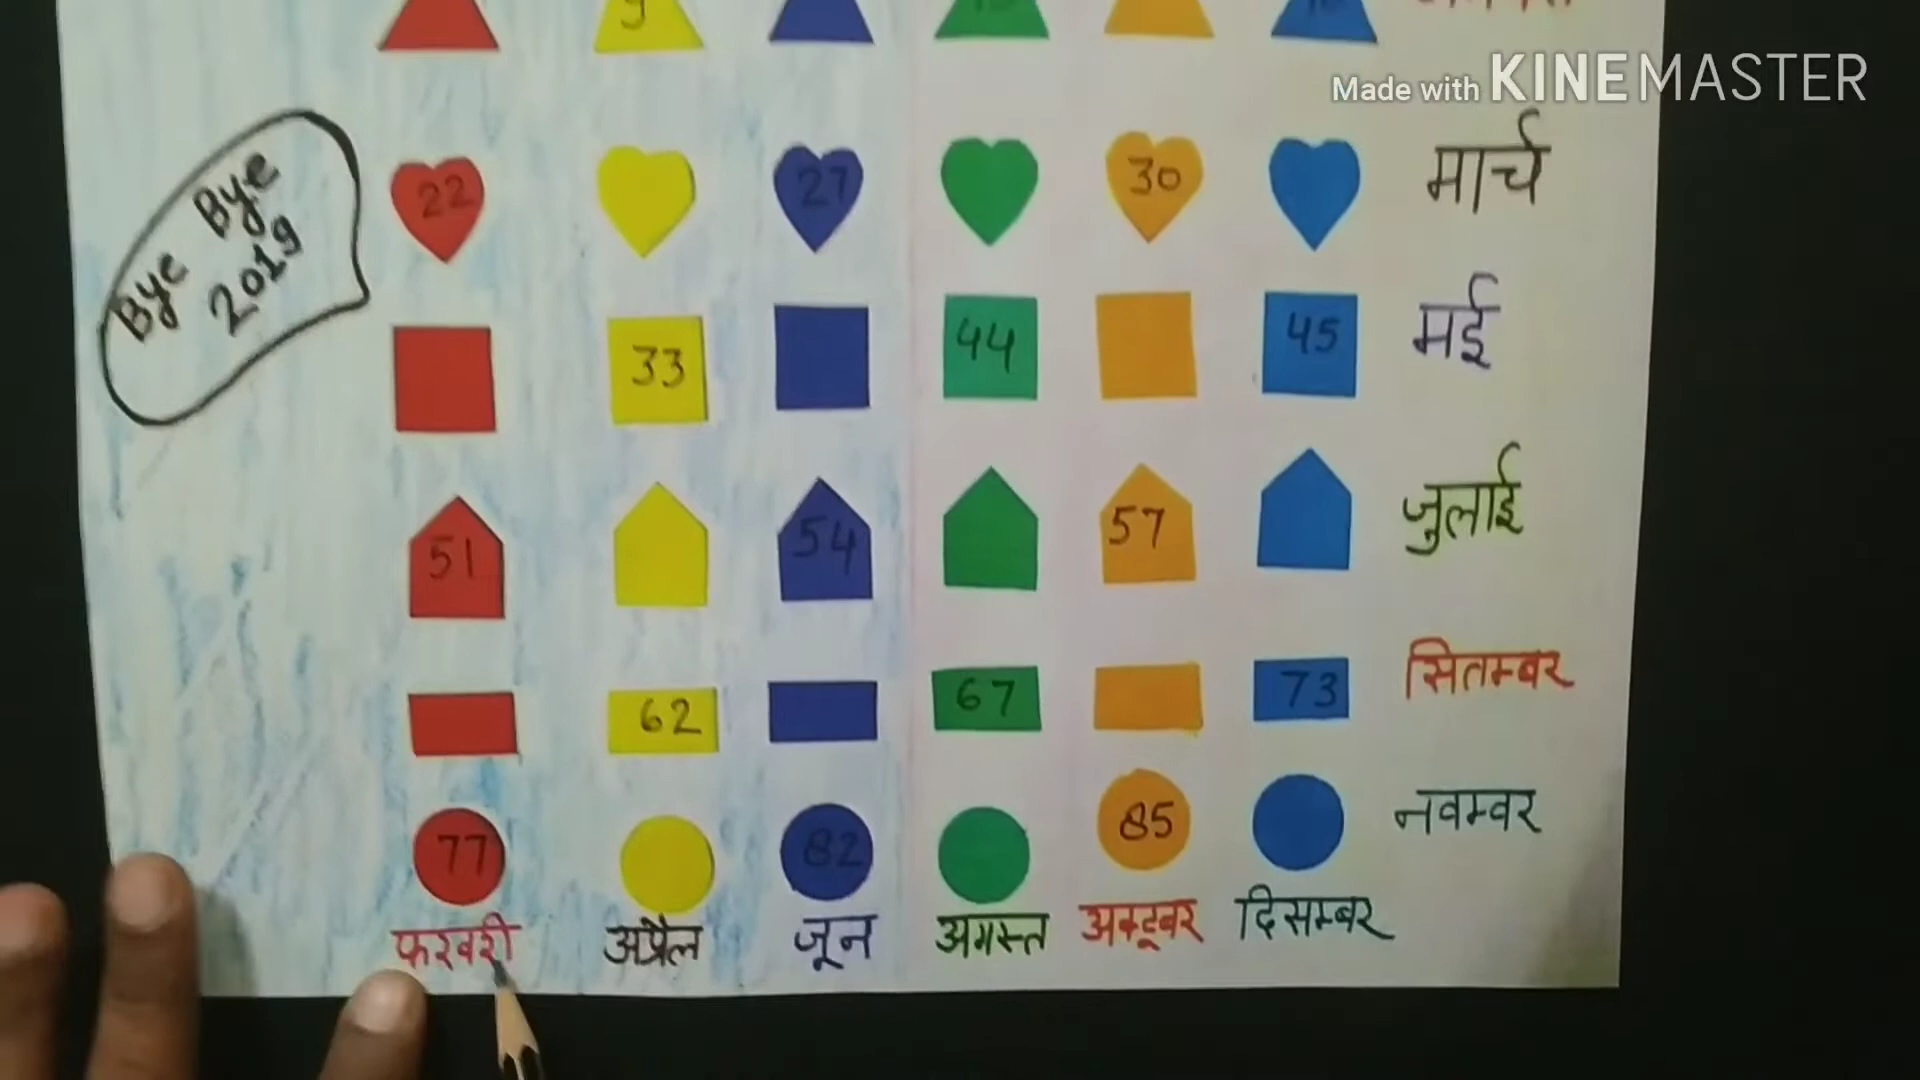 9
Made with KINEMASTER
Bye Bye
2019
22 27 30 मार्च
33 44 45 मई
51 54 57 जुलाई
62 67 73 सितम्बर
77 82 85 नवम्बर
फरवरी अप्रैल जून अगस्त अक्टूबर दिसम्बर